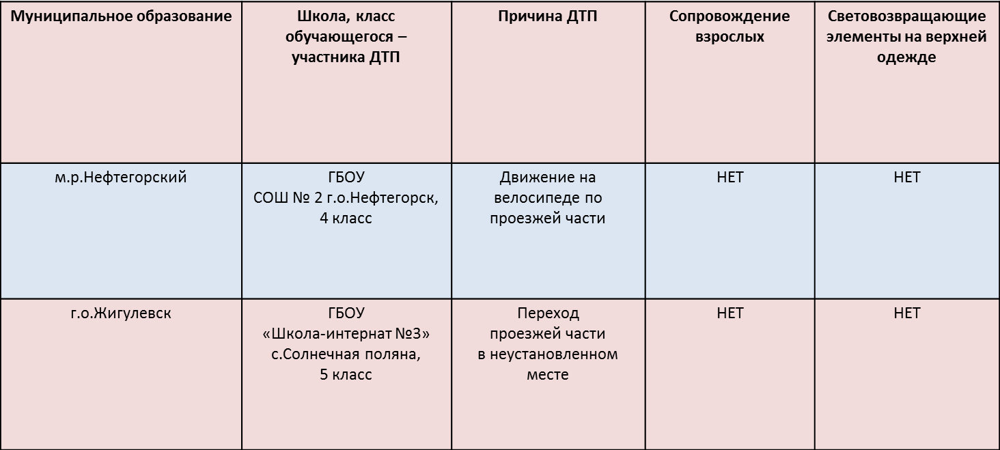 Муниципальное образование
Школа, класс
обучающегося –
участника ДТП
Причина ДТП
Сопровождение
взрослых
Световозвращающие
элементы на верхней
одежде
м.р.Нефтегорский
ГБОУ
СОШ № 2 г.о.Нефтегорск,
4 класс
Движение на
велосипеде по
проезжей части
НЕТ
НЕТ
г.о.Жигулевск
ГБОУ
«Школа-интернат №3»
с.Солнечная поляна,
5 класс
Переход
проезжей части
в неустановленном
месте
НЕТ
НЕТ